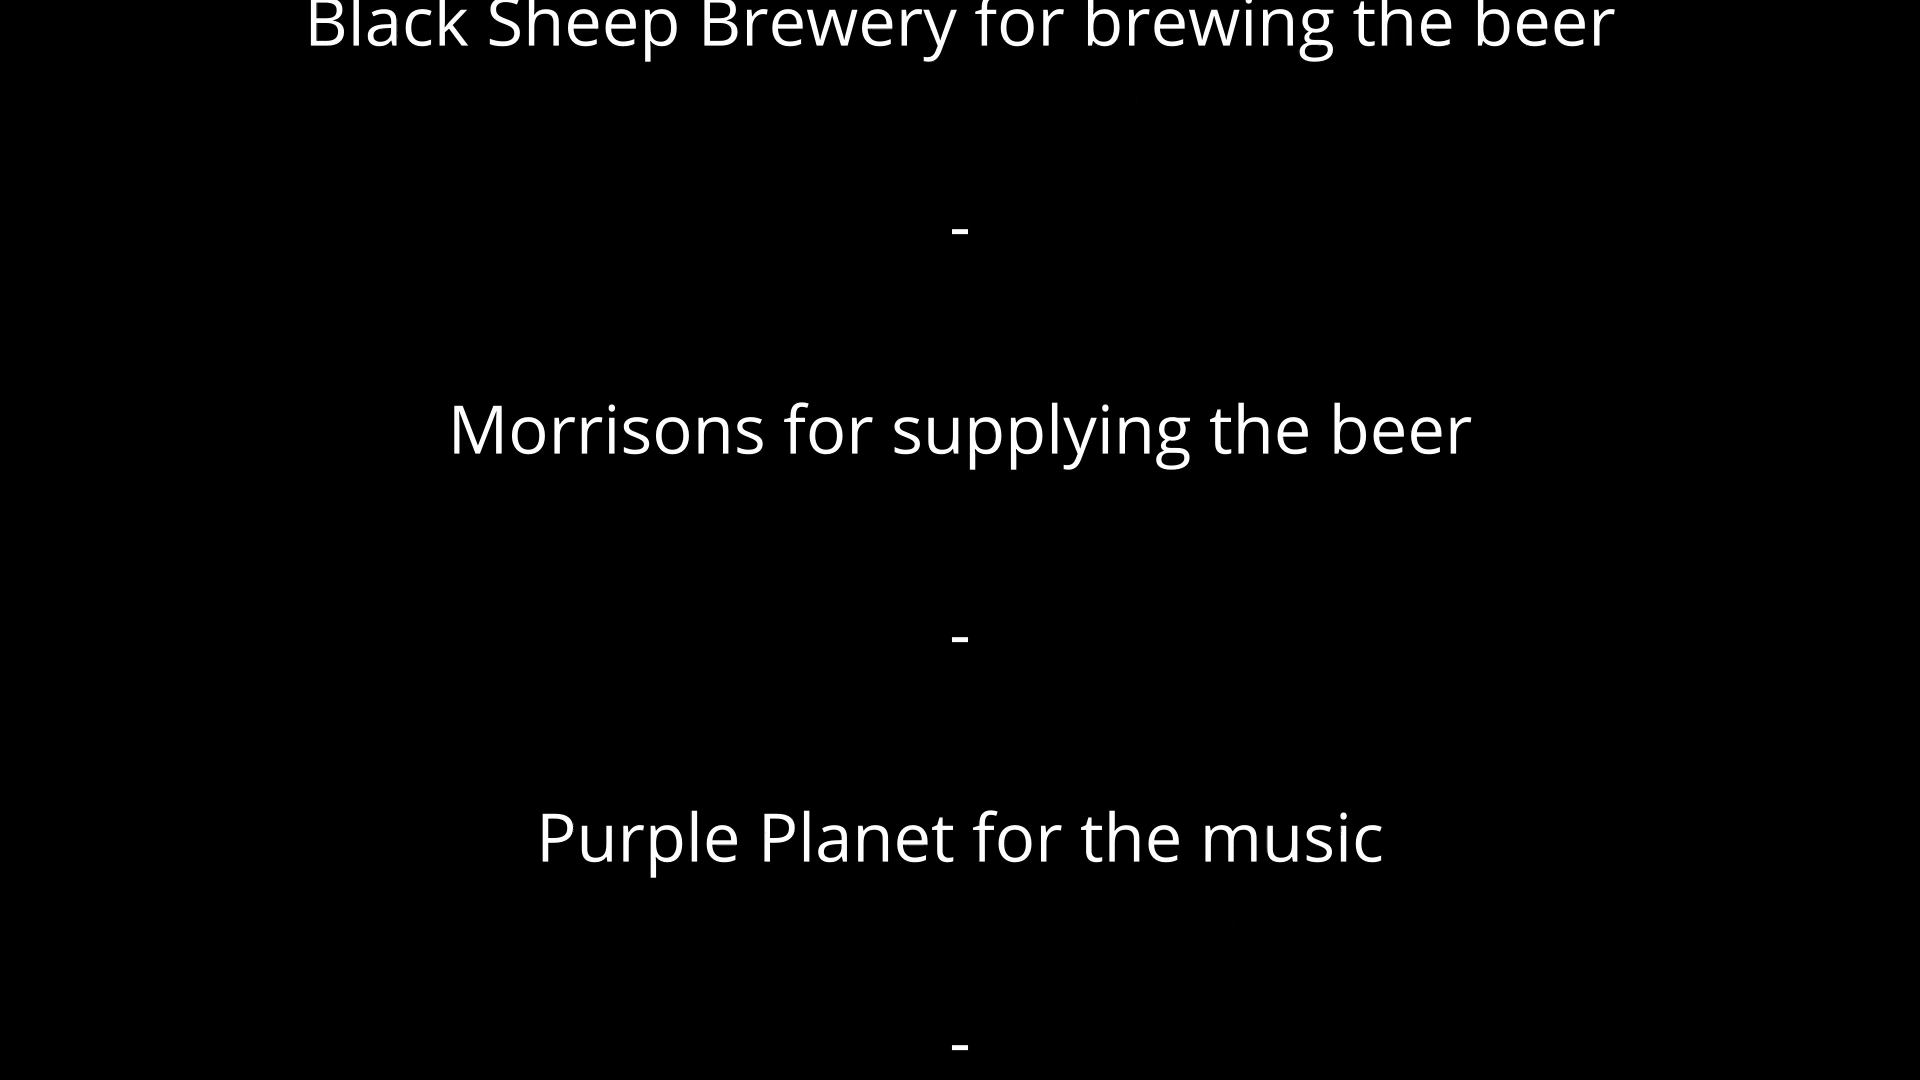 Black Sheep Brewery for brewing the beer
-
Morrisons for supplying the beer
-
Purple Planet for the music
-